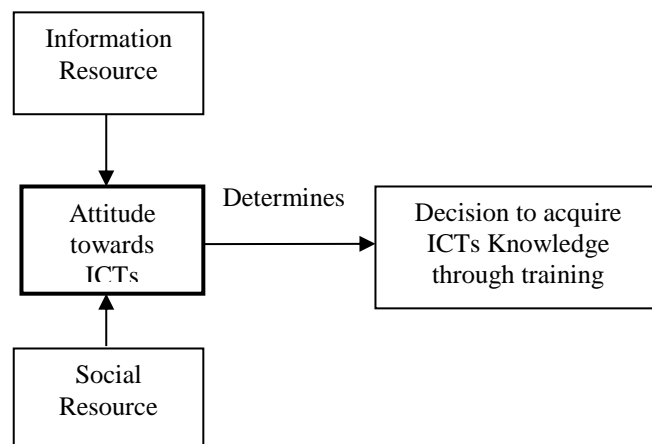 Information
Resource
Determines
Attitude
towards
ICTs
Decision to acquire
ICTs Knowledge
through training
Social
Resource